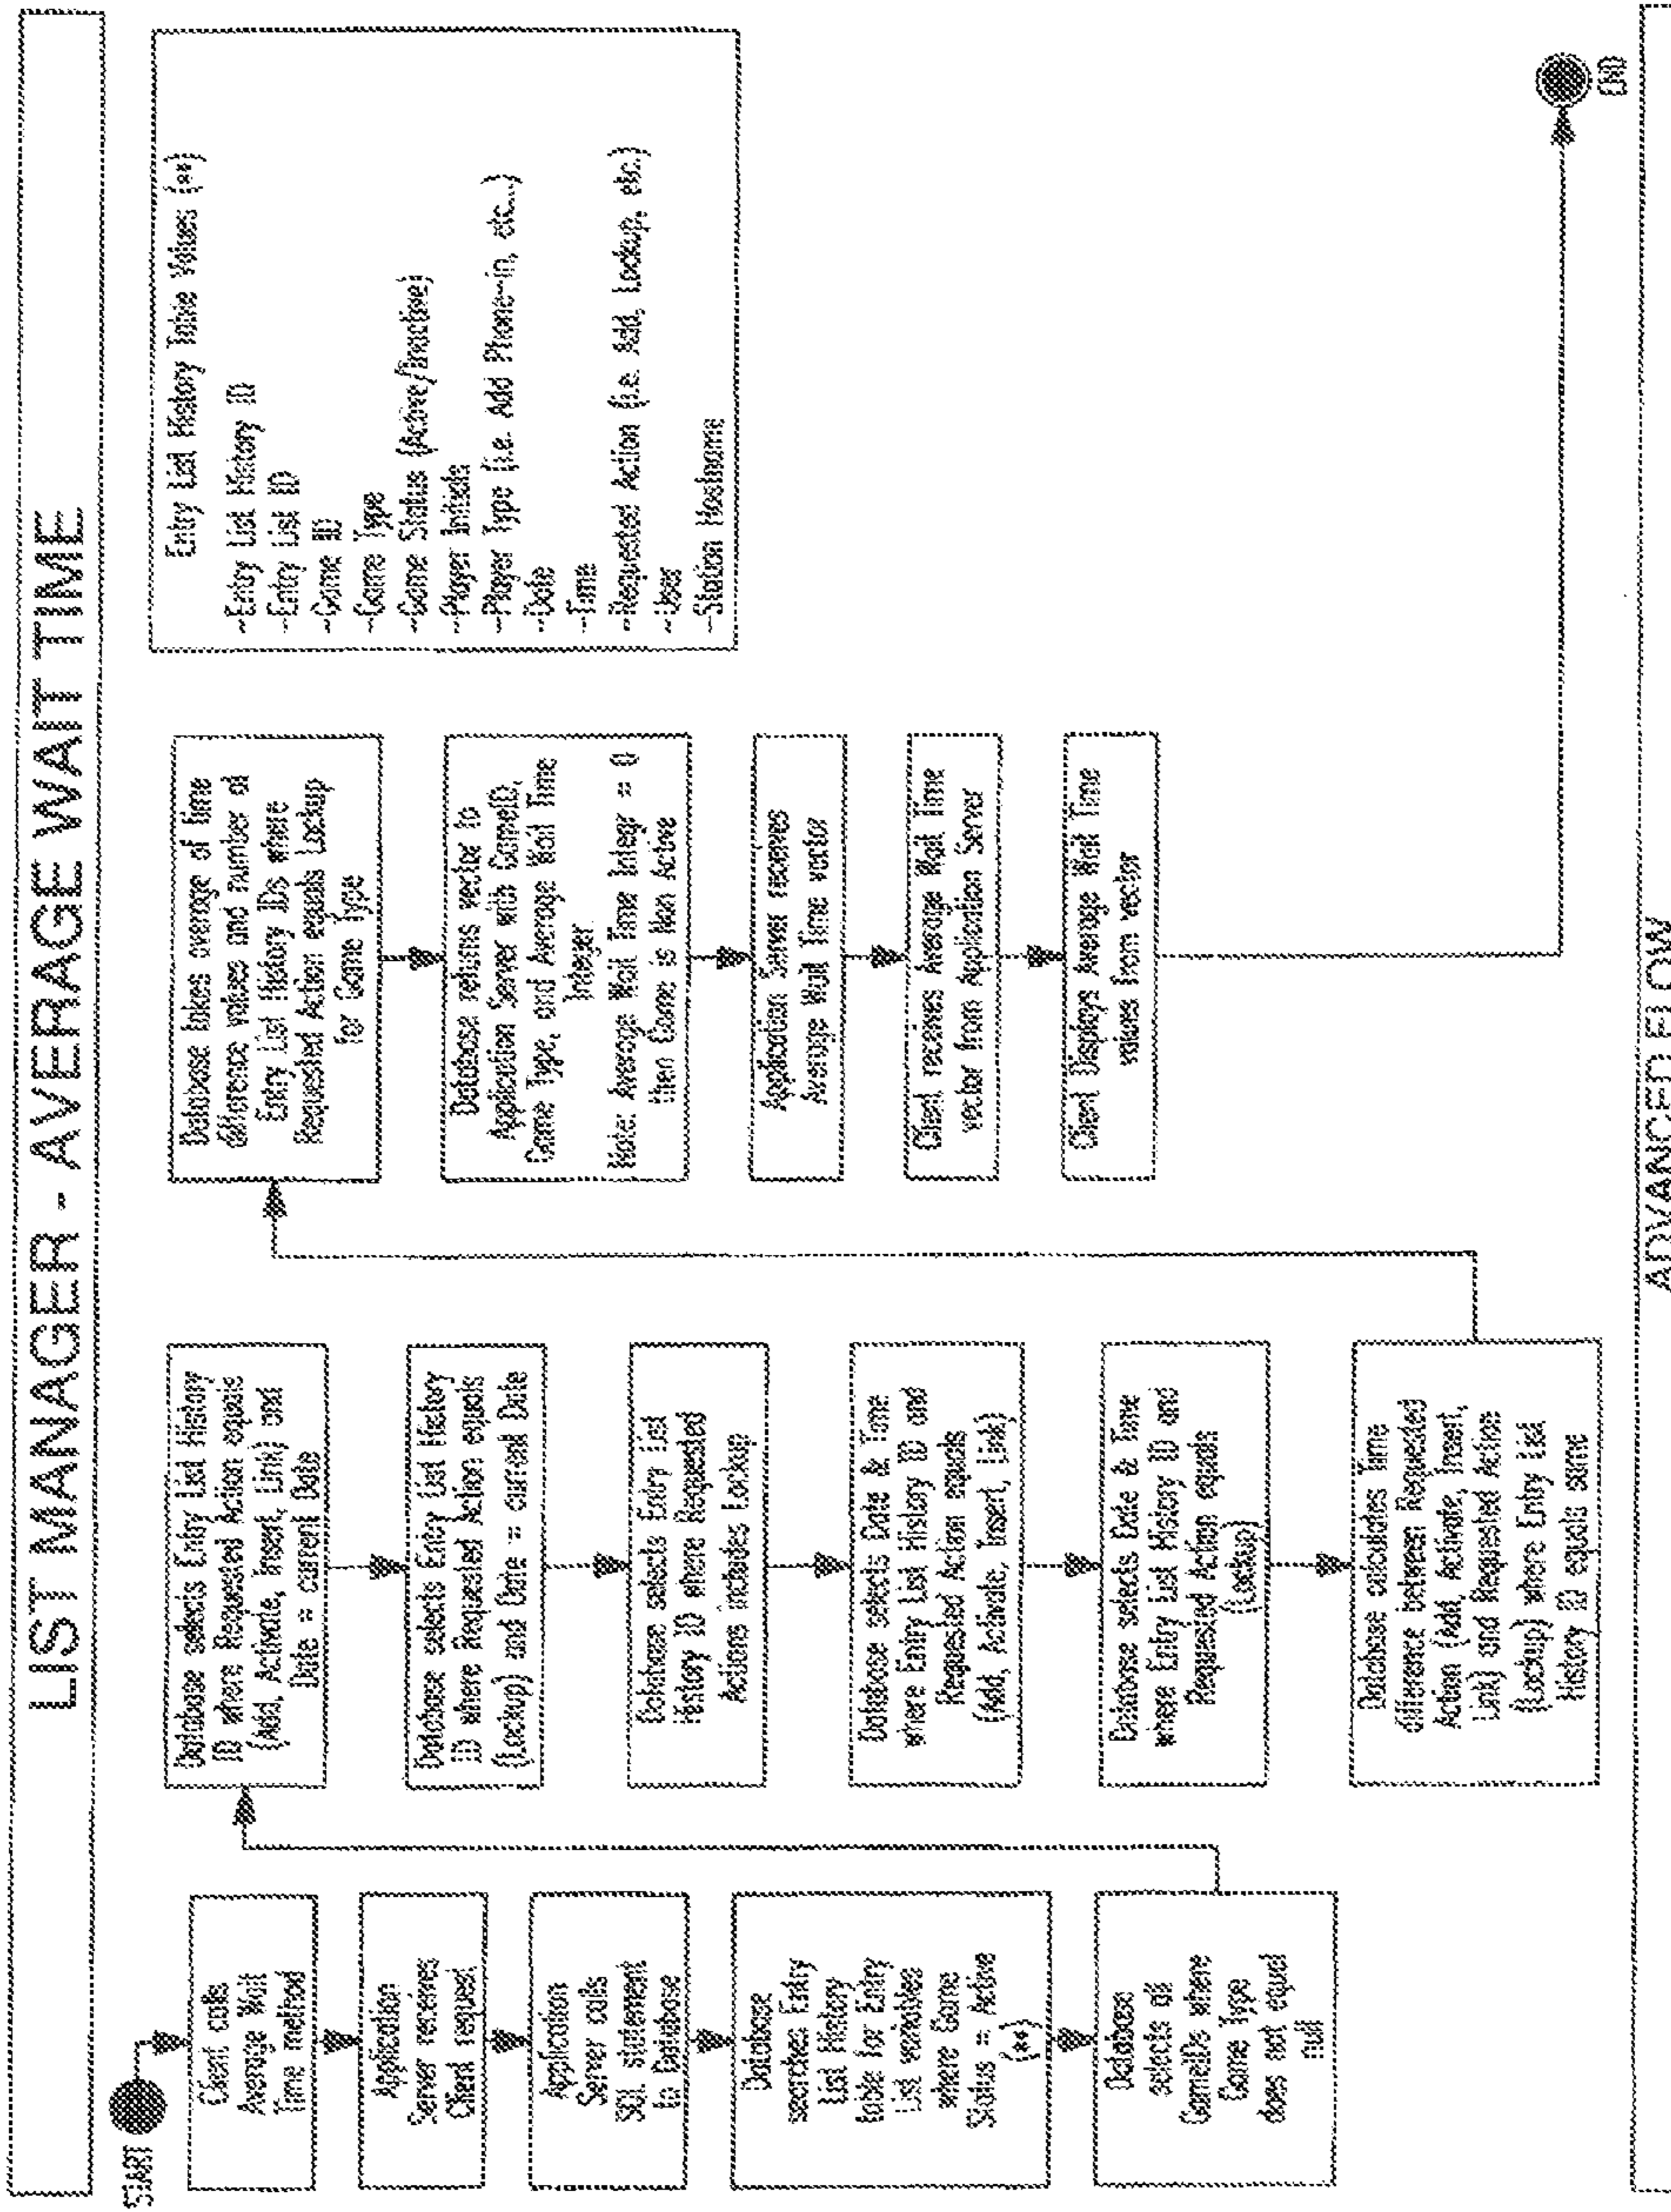 LIST MANAGER - AVERAGE WAIT TIME
START
Client calls
Average Wait
Time method
Application
Server receives
Client request
Application
Server calls
SQL statement
to Database
Database
searches Entry
List History
table for Entry
List variables
where Game
Status = Active
(**)
Database
selects all
GameIDs where
Game Type
does not equal
null
Database selects Entry List History
ID where Requested Action equals
(Add, Activate, Insert, Link) and
Date = current Date
Database selects Entry List History
ID where Requested Action equals
(Lockup) and Date = current Date
Database selects Entry List
History ID where Requested
Actions includes Lockup
Database selects Date & Time
where Entry List History ID and
Requested Action equals
(Add, Activate, Insert, Link)
Database selects Date & Time
where Entry List History ID and
Requested Action equals
(Lockup)
Database calculates Time
difference between Requested
Action (Add, Activate, Insert,
Link) and Requested Action
(Lockup) where Entry List
History ID equals same
Database takes average of time
difference values and number of
Entry List History IDs where
Requested Action equals Lockup
for Game Type
Database returns vector to
Application Server with GameID,
Game Type, and Average Wait Time
Integer.
Note: Average Wait Time Integr = 0
then Game is Non Active
Application Server receives
Average Wait Time vector
Client receives Average Wait Time
vector from Application Server
Client Displays Average Wait Time
values from vector
Entry List History Table Values (**)
-Entry List History ID
-Entry List ID
-Game ID
-Game Type
-Game Status (Active/Inactive)
-Player Initials
-Player Type (i.e. Add Phone-in, etc..)
-Date
-Time
-Requested Action (i.e. Add, Lockup, etc.)
-User
-Station Hostname
END
ADVANCED FLOW